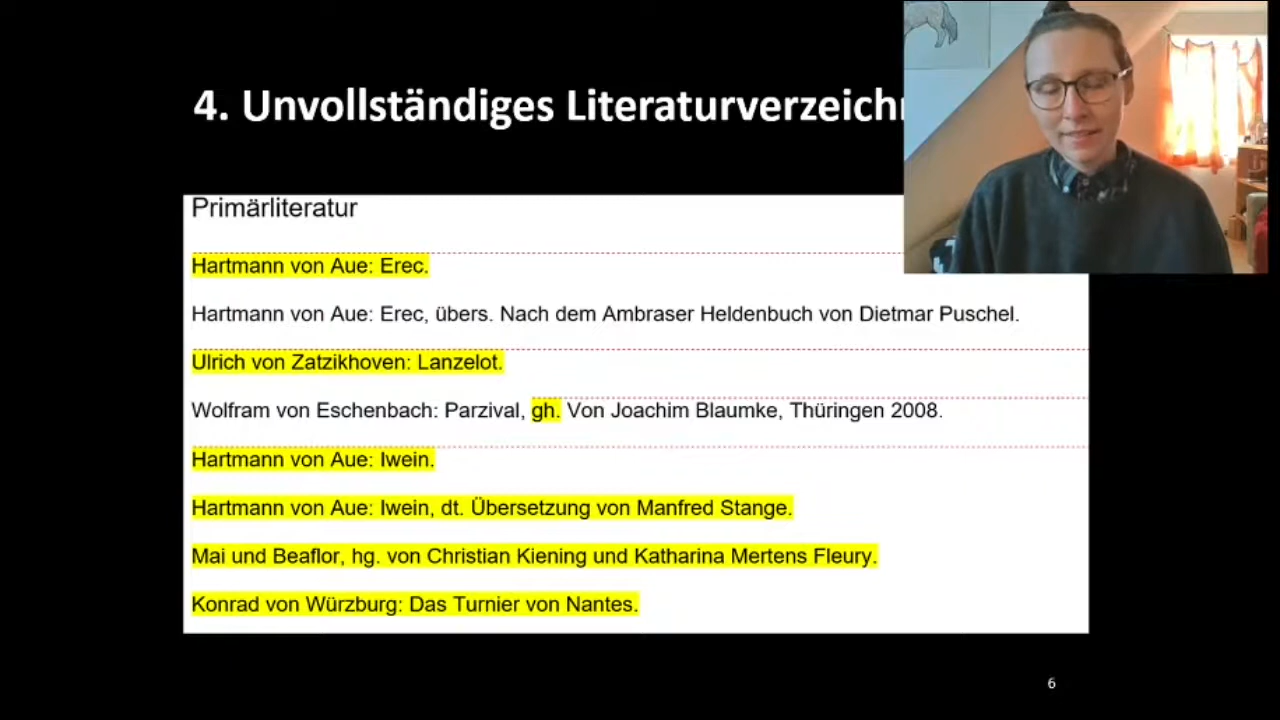 4. Unvollständiges Literaturverzeich
Primärliteratur
Hartmann von Aue: Erec.
Hartmann von Aue: Erec, übers. Nach dem Ambraser Heldenbuch von Dietmar Puschel.
Ulrich von Zatzikhoven: Lanzelot.
Wolfram von Eschenbach: Parzival, gh. Von Joachim Blaumke, Thüringen 2008.
Hartmann von Aue: Iwein.
Hartmann von Aue: Iwein, dt. Übersetzung von Manfred Stange.
Mai und Beaflor, hg. von Christian Kiening und Katharina Mertens Fleury.
Konrad von Würzburg: Das Turnier von Nantes.
6